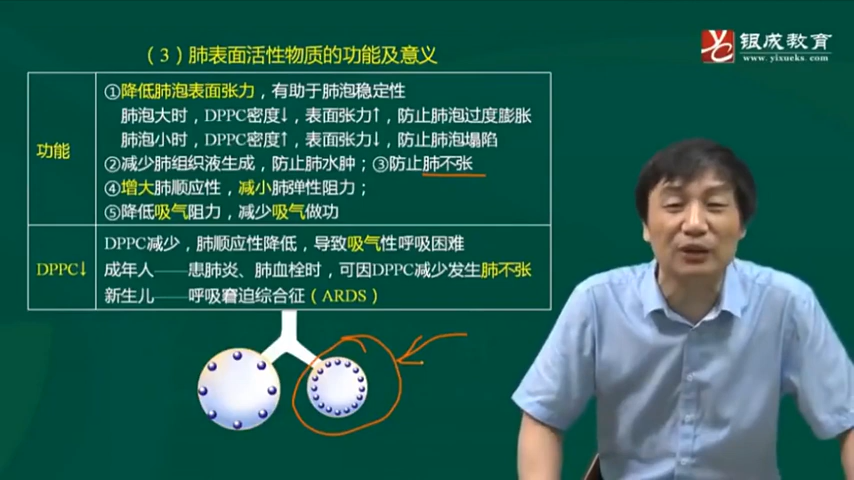 （3）肺表面活性物质的功能及意义
银成教育
www.yixueks.com
功能
①降低肺泡表面张力，有助于肺泡稳定性
肺泡大时，DPPC密度↓，表面张力↑，防止肺泡过度膨胀
肺泡小时，DPPC密度↑，表面张力↓，防止肺泡塌陷
②减少肺组织液生成，防止肺水肿；③防止肺不张
④增大肺顺应性，减小肺弹性阻力；
⑤降低吸气阻力，减少吸气做功
DPPC↓
DPPC减少，肺顺应性降低，导致吸气性呼吸困难
成年人——患肺炎、肺血栓时，可因DPPC减少发生肺不张
新生儿——呼吸窘迫综合征（ARDS）